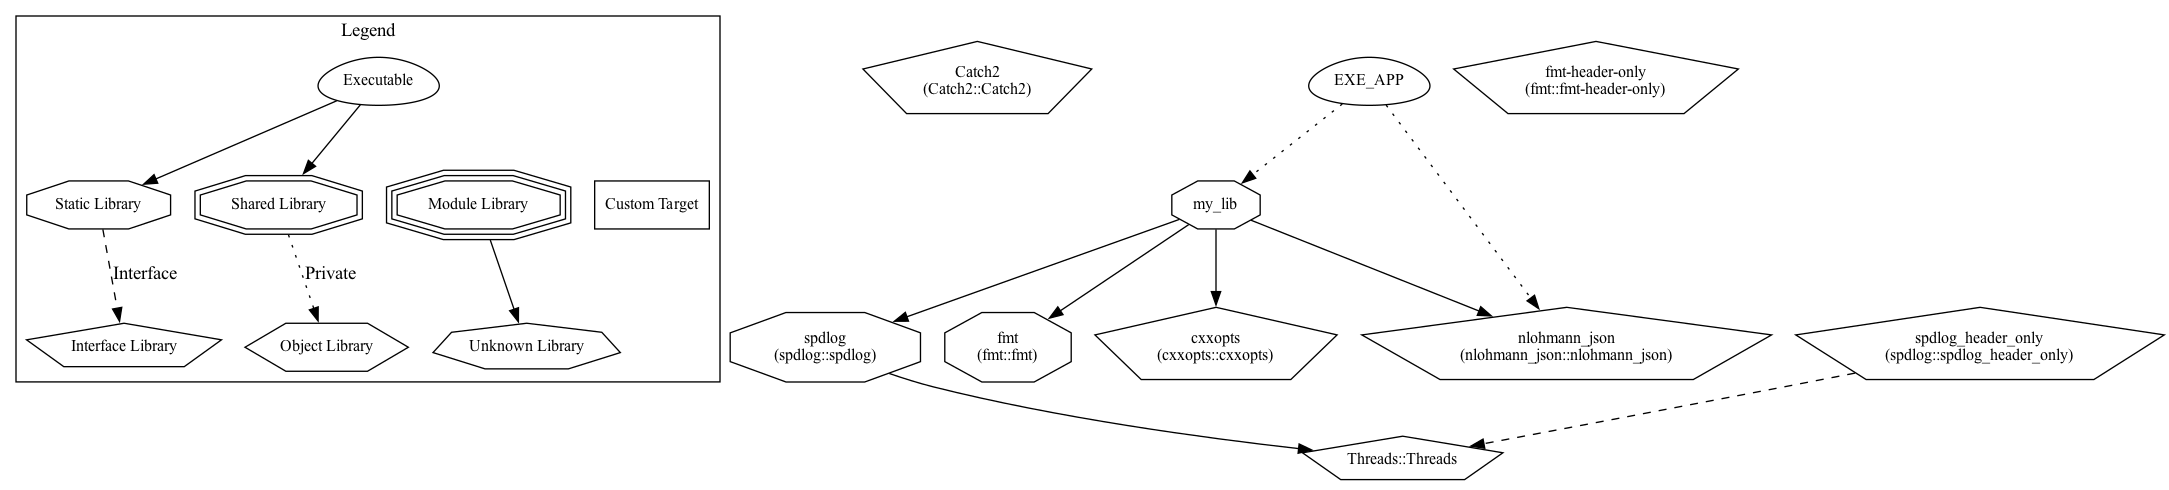 Legend
Executable
Static Library
Shared Library
Module Library
Custom Target
Interface
Private
Interface Library
Object Library
Unknown Library
Catch2
(Catch2::Catch2)
EXE_APP
fmt-header-only
(fmt::fmt-header-only)
my_lib
spdlog
(spdlog::spdlog)
fmt
(fmt::fmt)
cxxopts
(cxxopts::cxxopts)
nlohmann_json
(nlohmann_json::nlohmann_json)
spdlog_header_only
(spdlog::spdlog_header_only)
Threads::Threads